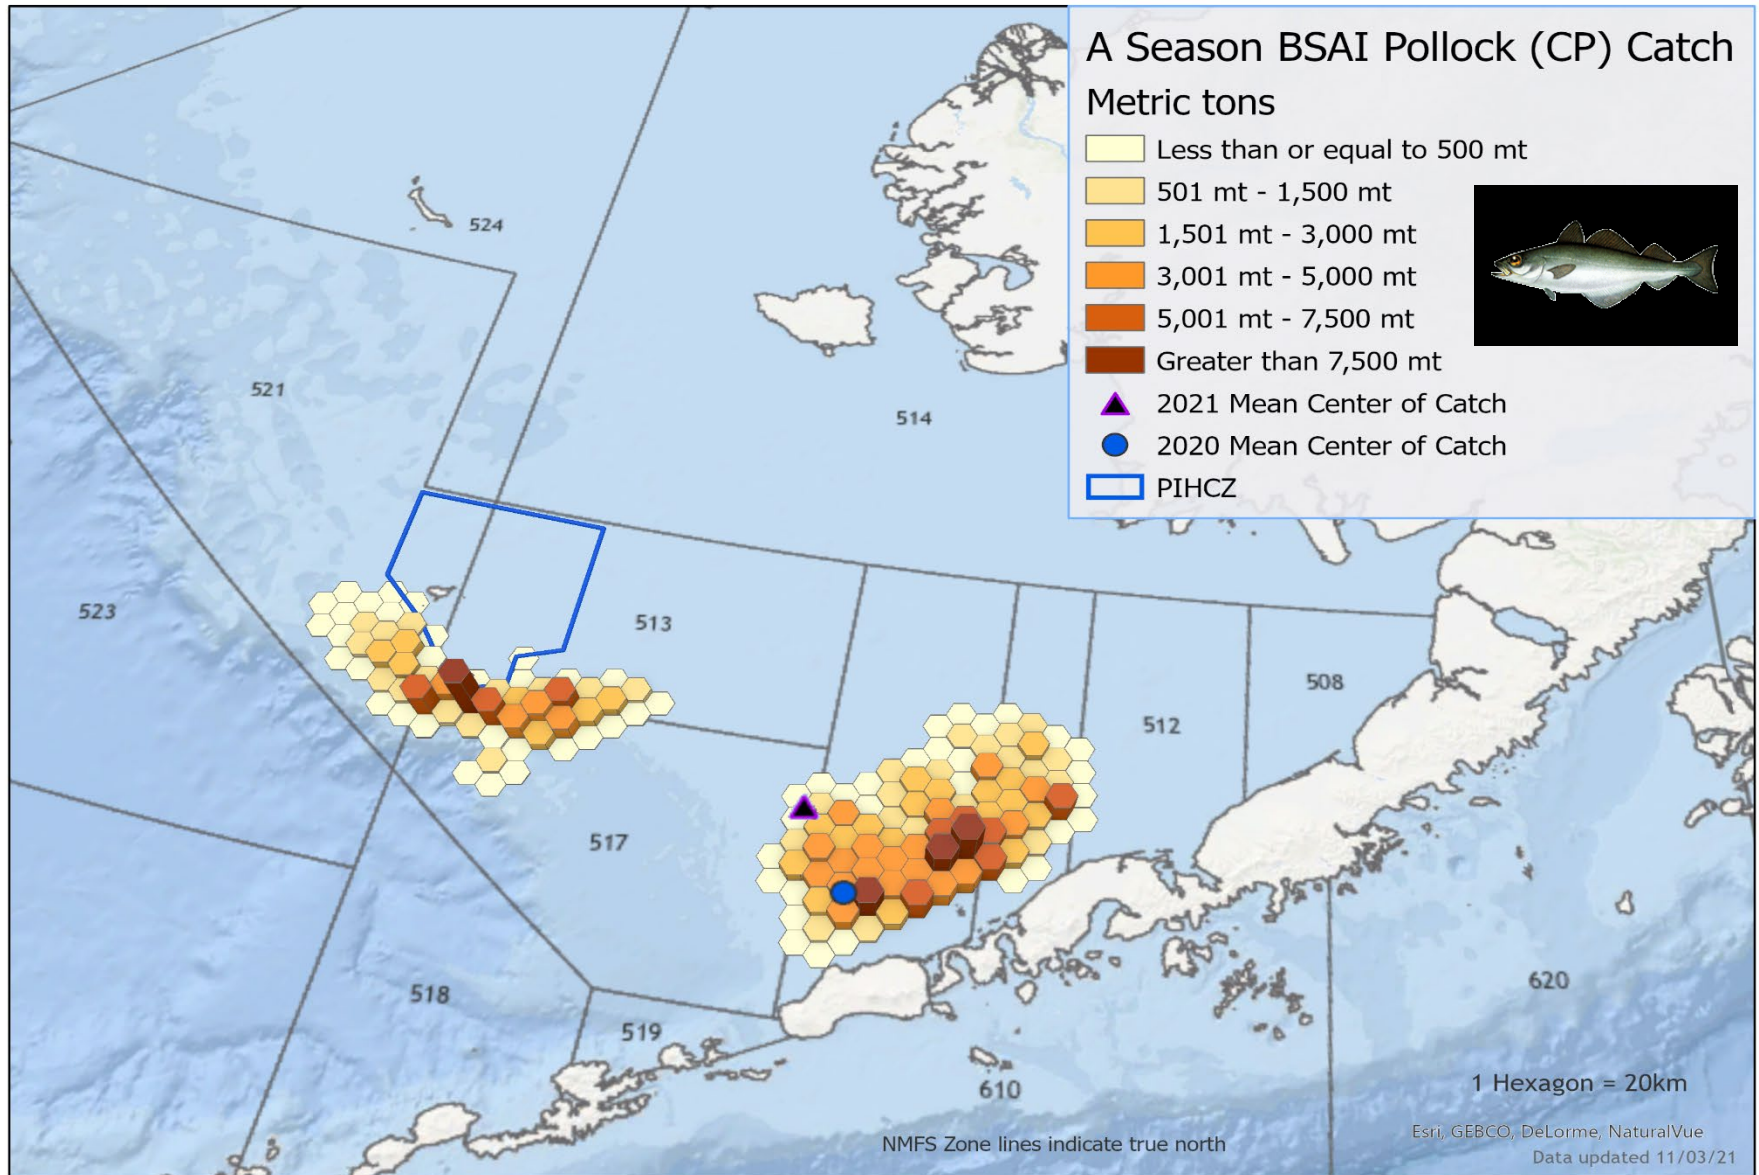 A Season BSAI Pollock (CP) Catch
Metric tons
Less than or equal to 500 mt
501 mt - 1,500 mt
1,501 mt - 3,000 mt
3,001 mt - 5,000 mt
5,001 mt - 7,500 mt
Greater than 7,500 mt
2021 Mean Center of Catch
2020 Mean Center of Catch
PIHCZ
524
521
514
523
513
508
512
517
518
519
620
610
1 Hexagon = 20km
NMFS Zone lines indicate true north
Esri, GEBCO, DeLorme, NaturalVue
Data updated 11/03/21